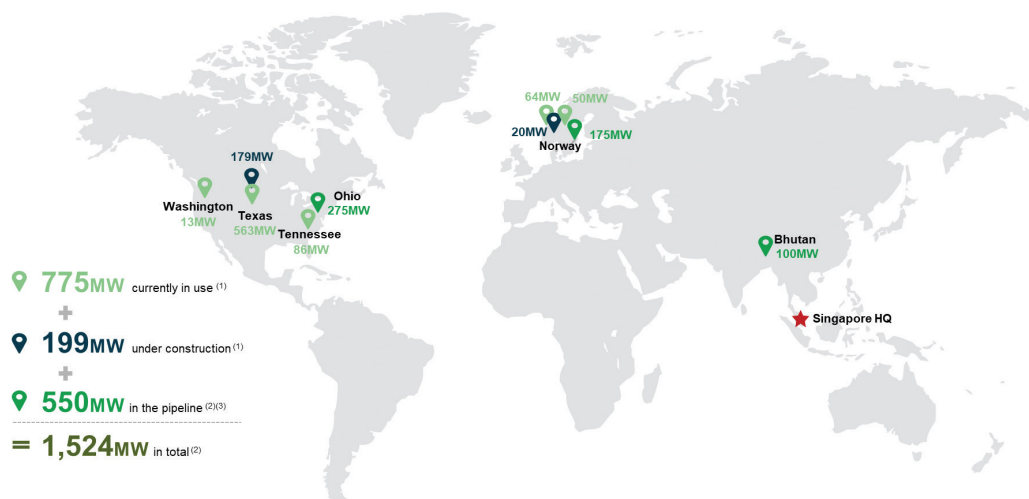 64MW
50MW
20MW
175MW
Norway
179MW
Washington
13MW
Texas
563MW
Ohio
275MW
Tennessee
86MW
Bhutan
100MW
Singapore HQ
775MW currently in use (1)
+
199MW under construction (1)
+
550MW in the pipeline (2)(3)
= 1,524MW in total (2)